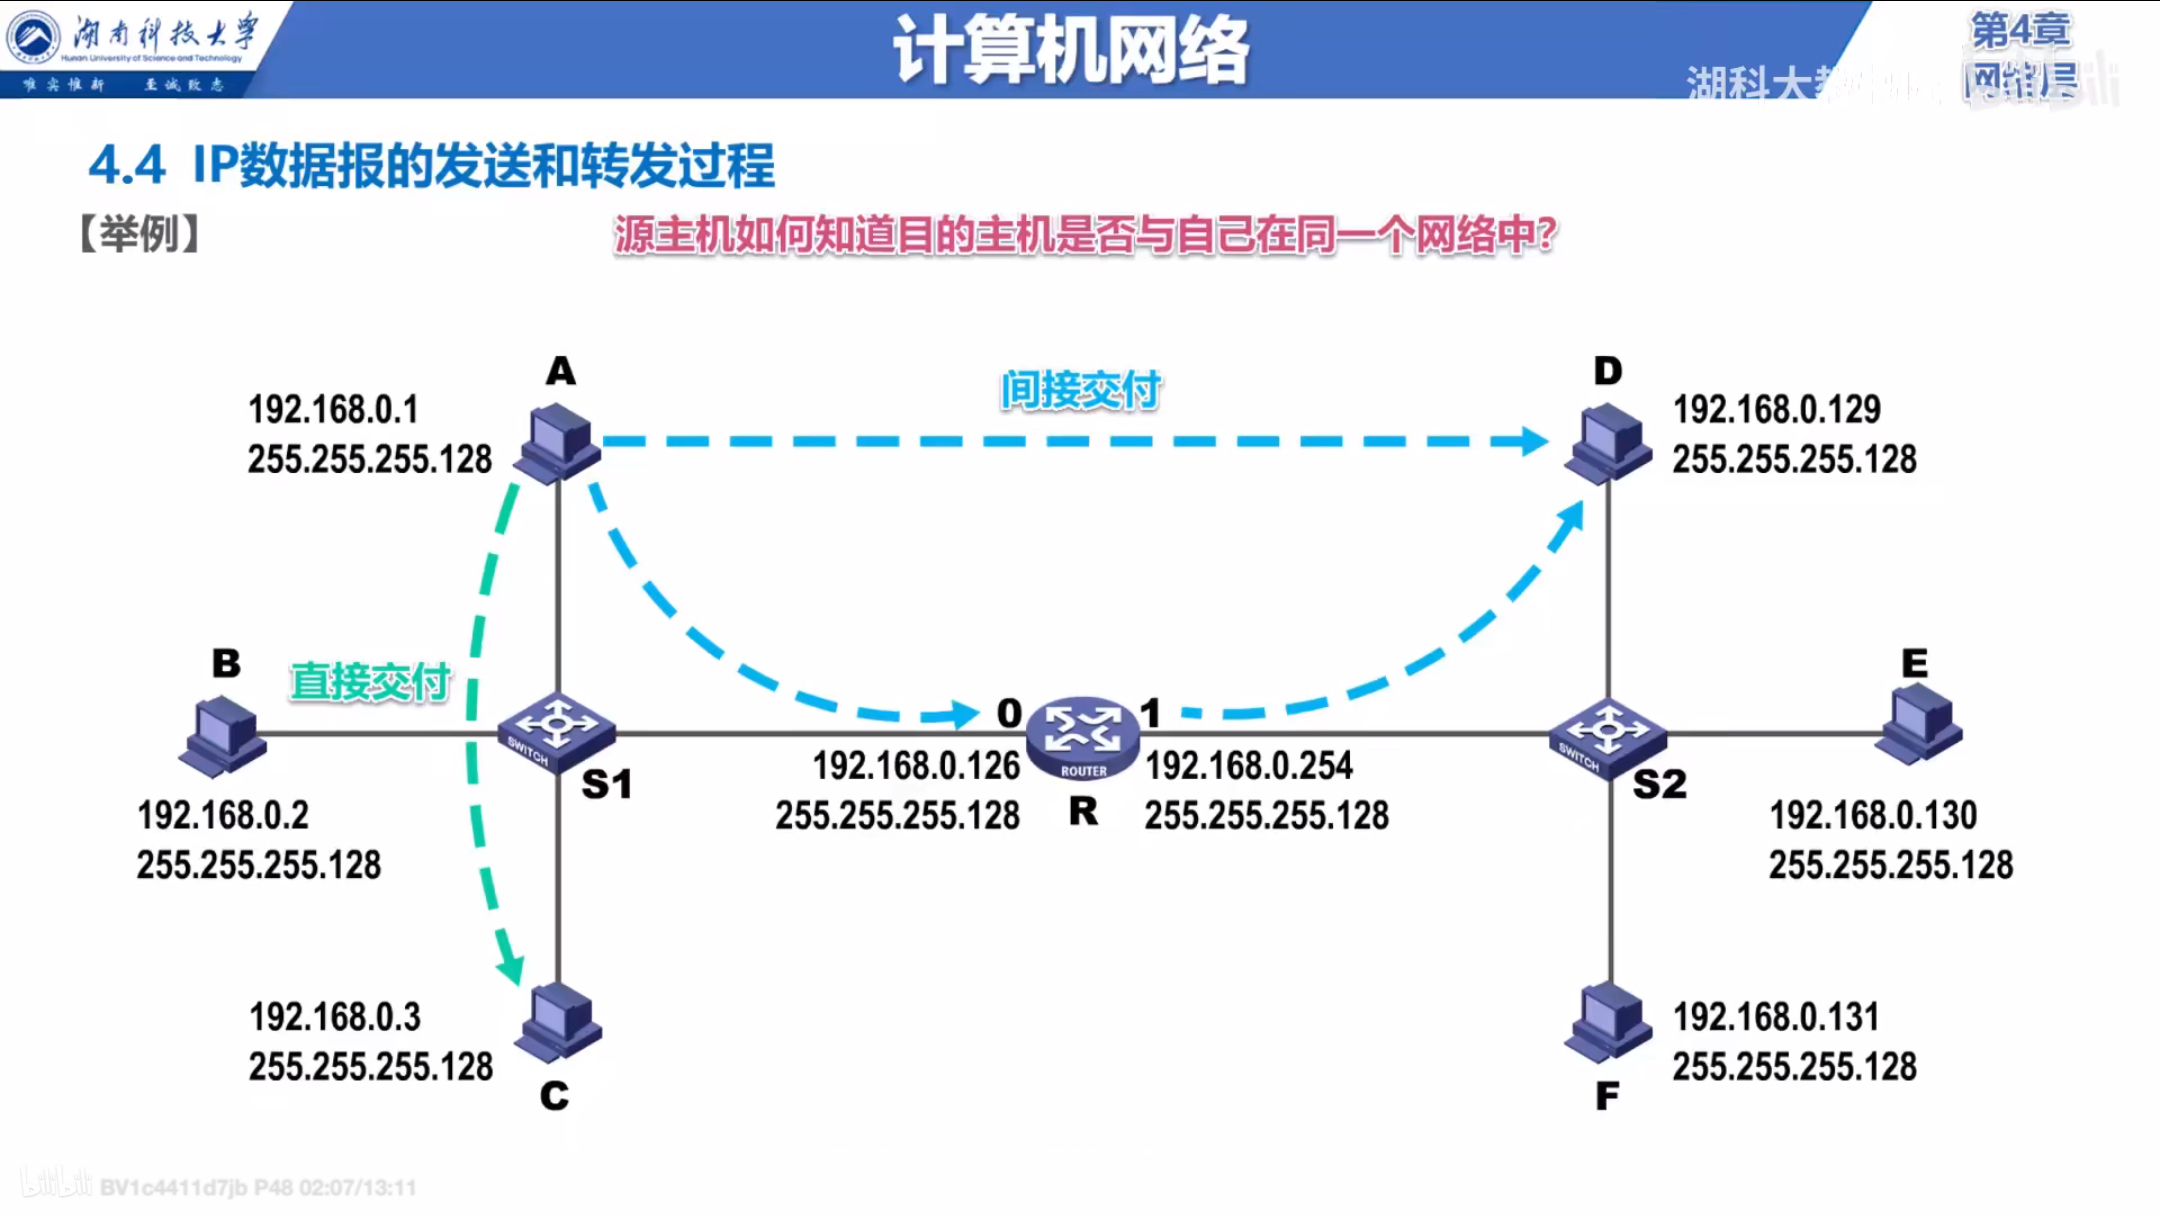 湖南科技大学
Hunan University of Science and Technology
唯实惟新 至诚致志
计算机网络
第4章
网络层
湖科大教
bilibili
4.4 IP数据报的发送和转发过程
【举例】
源主机如何知道目的主机是否与自己在同一个网络中？
A
192.168.0.1
255.255.255.128
间接交付
D
192.168.0.129
255.255.255.128
B
直接交付
192.168.0.2
255.255.255.128
SWITCH
S1
0
192.168.0.126
255.255.255.128
ROUTER
R
1
192.168.0.254
255.255.255.128
SWITCH
S2
E
192.168.0.130
255.255.255.128
192.168.0.3
255.255.255.128
C
192.168.0.131
255.255.255.128
F
bilibili BV1c4411d7jb P48 02:07/13:11